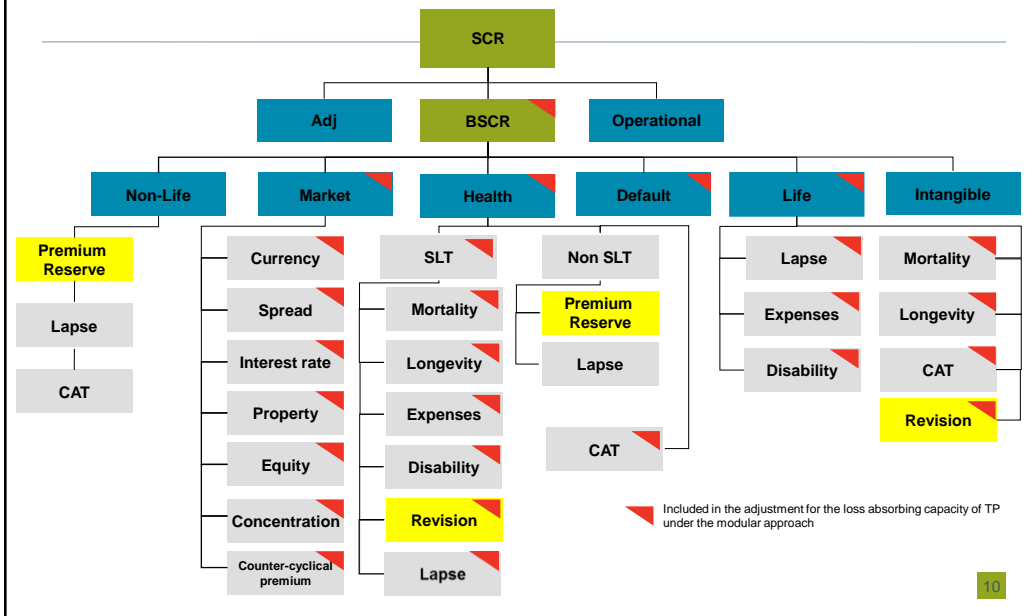 SCR
Adj
BSCR
Operational
Non-Life
Market
Health
Default
Life
Intangible
Premium
Reserve
Lapse
CAT
Currency
Spread
Interest rate
Property
Equity
Concentration
Counter-cyclical
premium
SLT
Mortality
Longevity
Expenses
Disability
Revision
Lapse
Non SLT
Premium
Reserve
Lapse
CAT
Lapse
Expenses
Disability
Mortality
Longevity
CAT
Revision
Included in the adjustment for the loss absorbing capacity of TP
under the modular approach
10